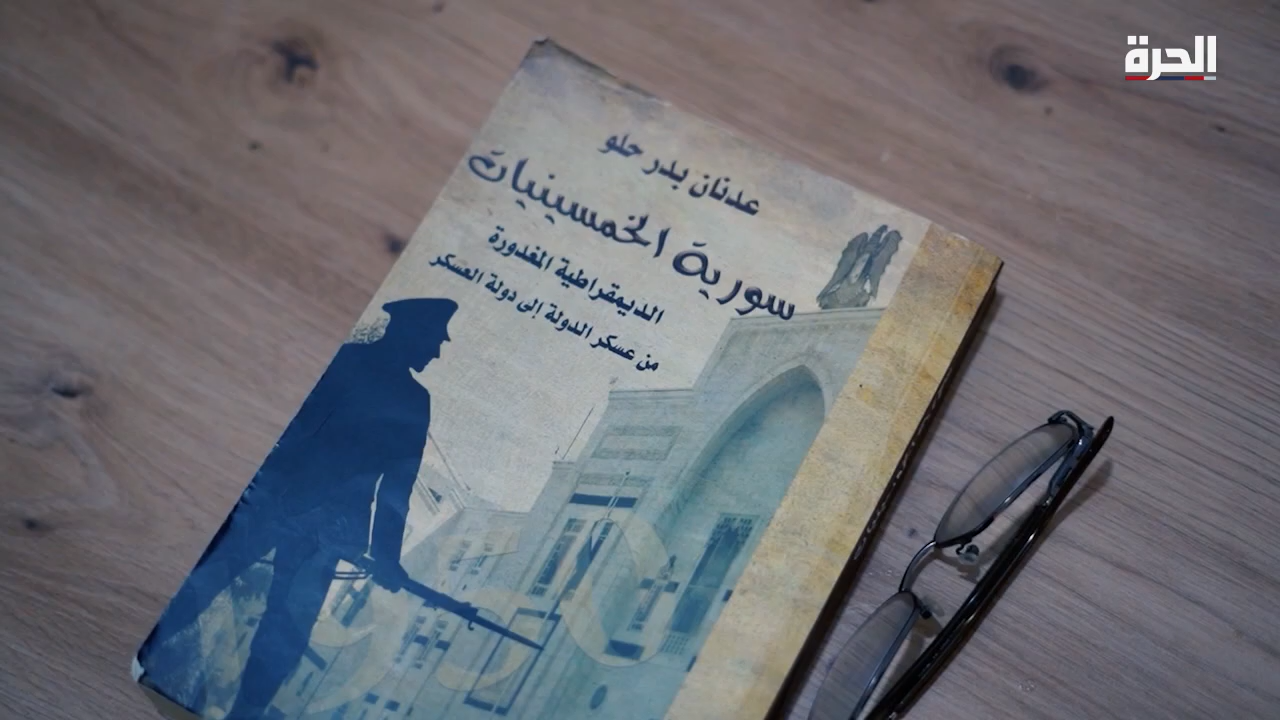 الحرة
عدنان بدر حلو
سورية الخمسينيات
الديمقراطية المغدورة
من عسكر الدولة إلى دولة العسكر